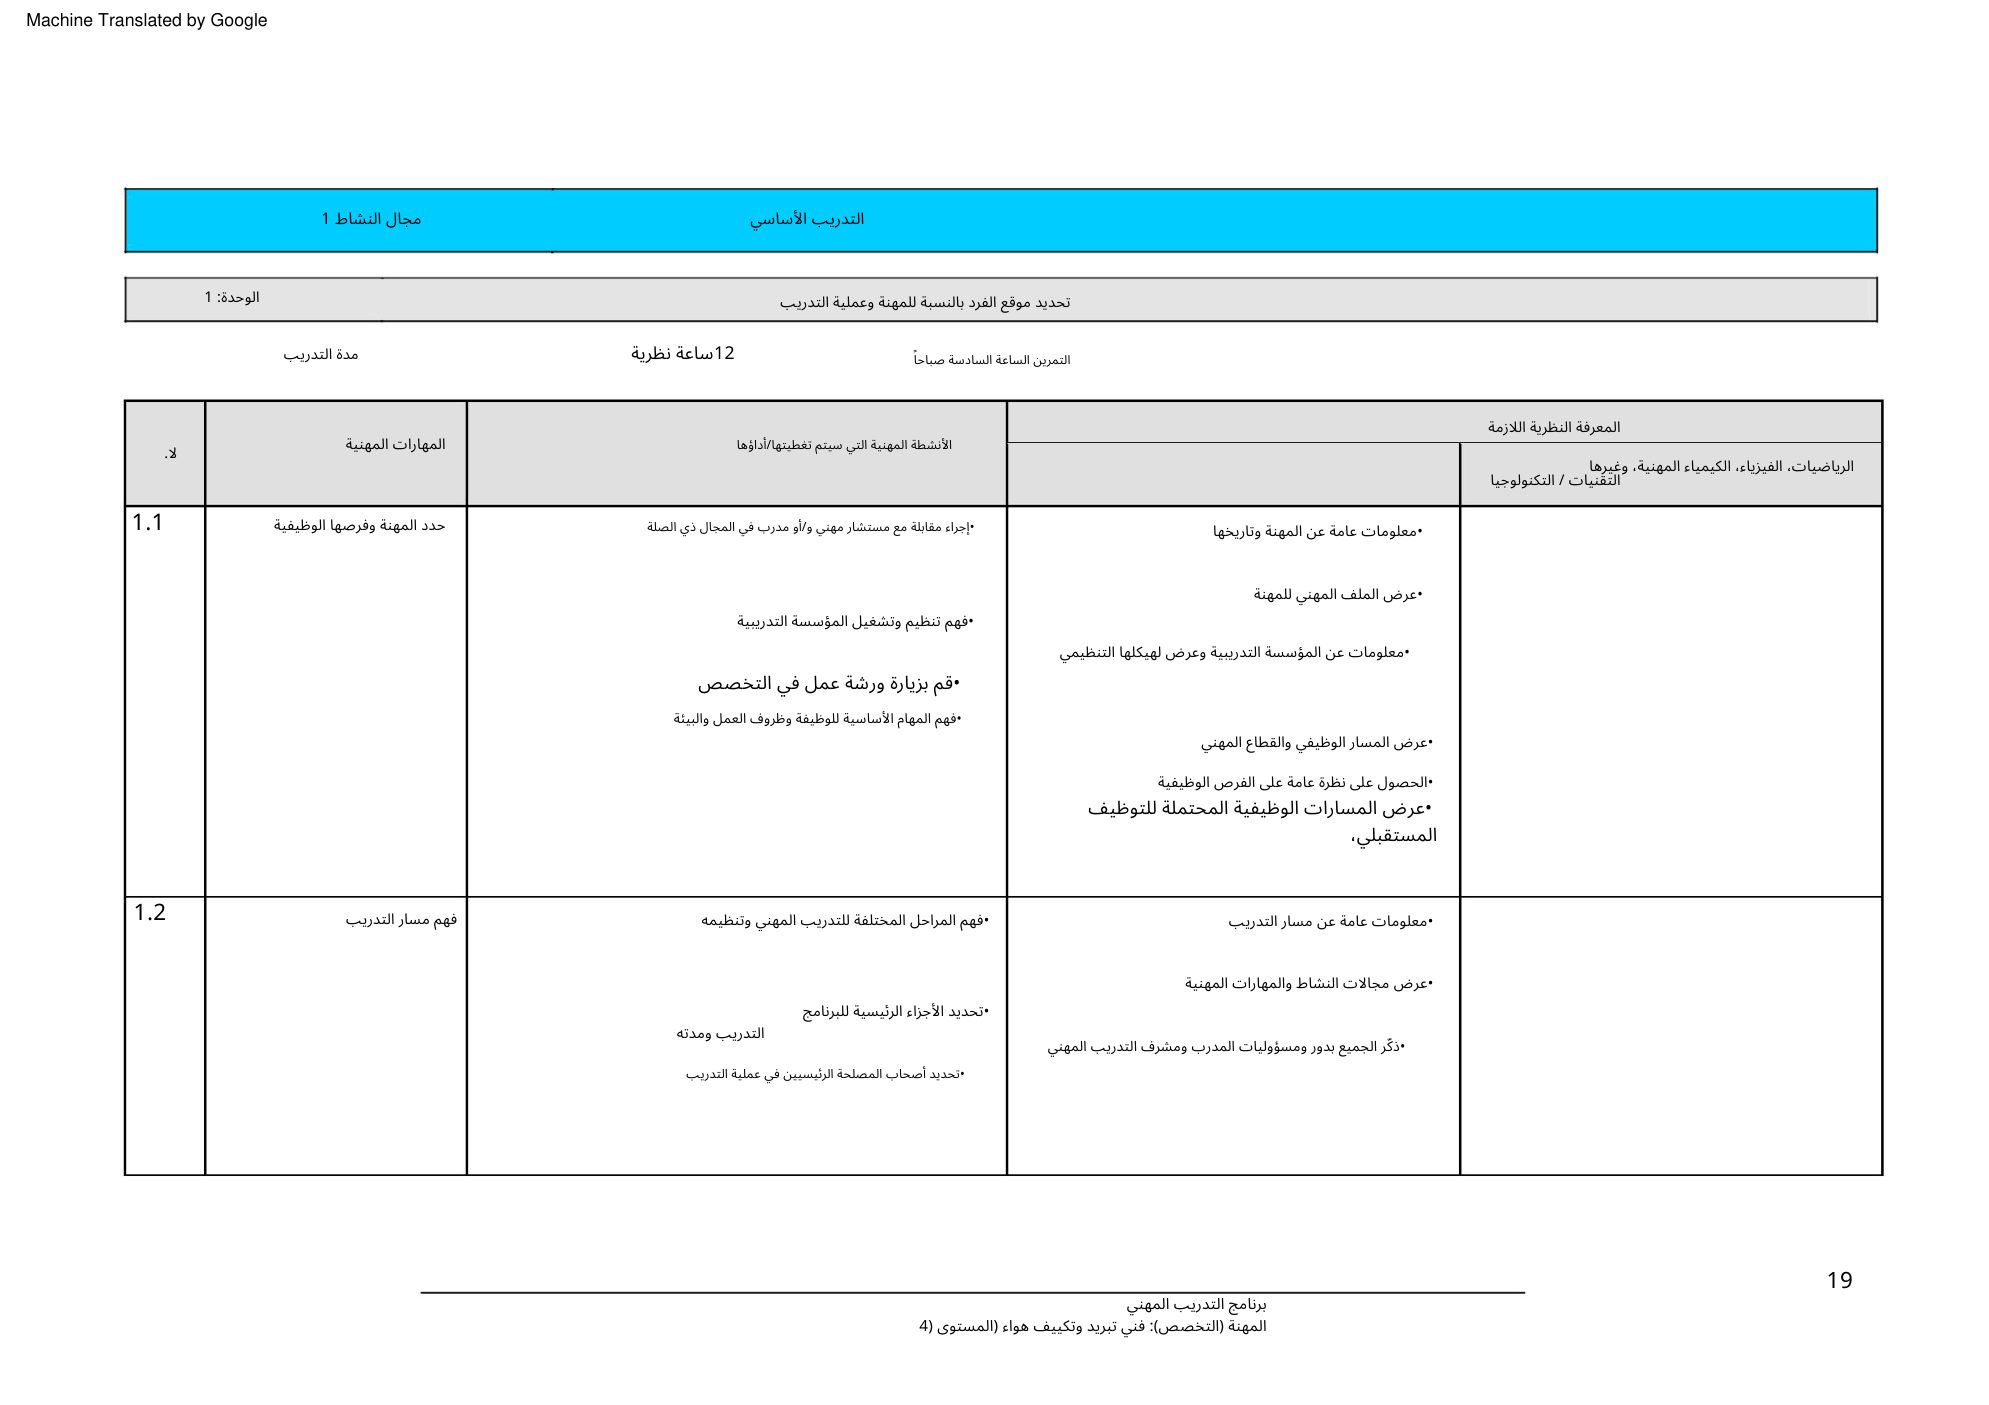 Machine Translated by Google
مجال النشاط 1
التدريب الأساسي
الوحدة: 1
تحديد موقع الفرد بالنسبة للمهنة وعملية التدريب
مدة التدريب
12ساعة نظرية
التمرين الساعة السادسة صباحاً
لا.
المهارات المهنية
الأنشطة المهنية التي سيتم تغطيتها/أداؤها
المعرفة النظرية اللازمة
الرياضيات، الفيزياء، الكيمياء المهنية، وغيرها
التقنيات / التكنولوجيا
1.1
حدد المهنة وفرصها الوظيفية
•إجراء مقابلة مع مستشار مهني و/أو مدرب في المجال ذي الصلة
•فهم تنظيم وتشغيل المؤسسة التدريبية
•قم بزيارة ورشة عمل في التخصص
•فهم المهام الأساسية للوظيفة وظروف العمل والبيئة
•معلومات عامة عن المهنة وتاريخها
•عرض الملف المهني للمهنة
•معلومات عن المؤسسة التدريبية وعرض لهيكلها التنظيمي
•عرض المسار الوظيفي والقطاع المهني
•الحصول على نظرة عامة على الفرص الوظيفية
•عرض المسارات الوظيفية المحتملة للتوظيف
المستقبلي،
1.2
فهم مسار التدريب
•فهم المراحل المختلفة للتدريب المهني وتنظيمه
•تحديد الأجزاء الرئيسية للبرنامج
التدريب ومدته
•تحديد أصحاب المصلحة الرئيسيين في عملية التدريب
•معلومات عامة عن مسار التدريب
•عرض مجالات النشاط والمهارات المهنية
•ذكّر الجميع بدور ومسؤوليات المدرب ومشرف التدريب المهني
19
برنامج التدريب المهني
المهنة (التخصص): فني تبريد وتكييف هواء (المستوى 4)